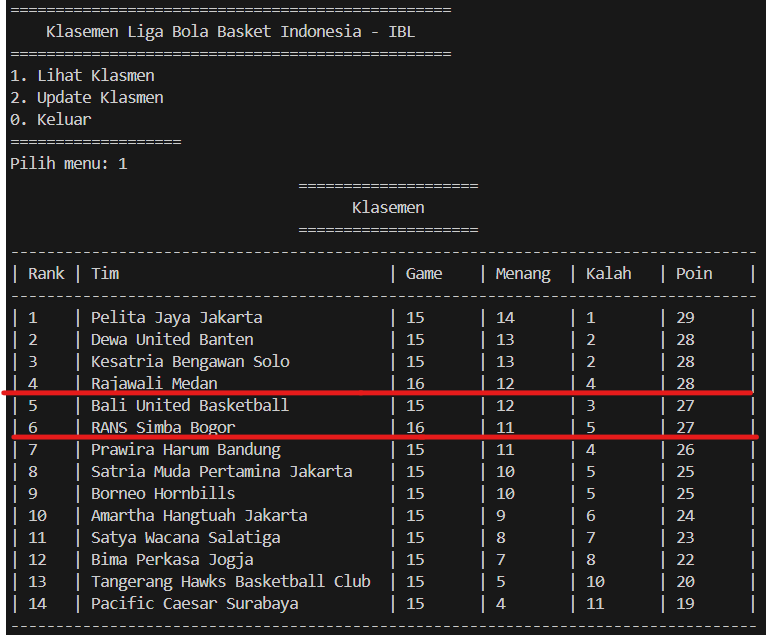 =================================================
Klasemen Liga Bola Basket Indonesia - IBL
=================================================
1. Lihat Klasmen
2. Update Klasmen
0. Keluar
===================
Pilih menu: 1
====================
Klasemen
====================
-----------------------------------------------------------------------------------
| Rank | Tim | Game | Menang | Kalah | Poin |
-----------------------------------------------------------------------------------
| 1 | Pelita Jaya Jakarta | 15 | 14 | 1 | 29 |
| 2 | Dewa United Banten | 15 | 13 | 2 | 28 |
| 3 | Kesatria Bengawan Solo | 15 | 13 | 2 | 28 |
| 4 | Rajawali Medan | 16 | 12 | 4 | 28 |
| 5 | Bali United Basketball | 15 | 12 | 3 | 27 |
| 6 | RANS Simba Bogor | 16 | 11 | 5 | 27 |
| 7 | Prawira Harum Bandung | 15 | 11 | 4 | 26 |
| 8 | Satria Muda Pertamina Jakarta | 15 | 10 | 5 | 25 |
| 9 | Borneo Hornbills | 15 | 10 | 5 | 25 |
| 10 | Amartha Hangtuah Jakarta | 15 | 9 | 6 | 24 |
| 11 | Satya Wacana Salatiga | 15 | 8 | 7 | 23 |
| 12 | Bima Perkasa Jogja | 15 | 7 | 8 | 22 |
| 13 | Tangerang Hawks Basketball Club | 15 | 5 | 10 | 20 |
| 14 | Pacific Caesar Surabaya | 15 | 4 | 11 | 19 |
-----------------------------------------------------------------------------------